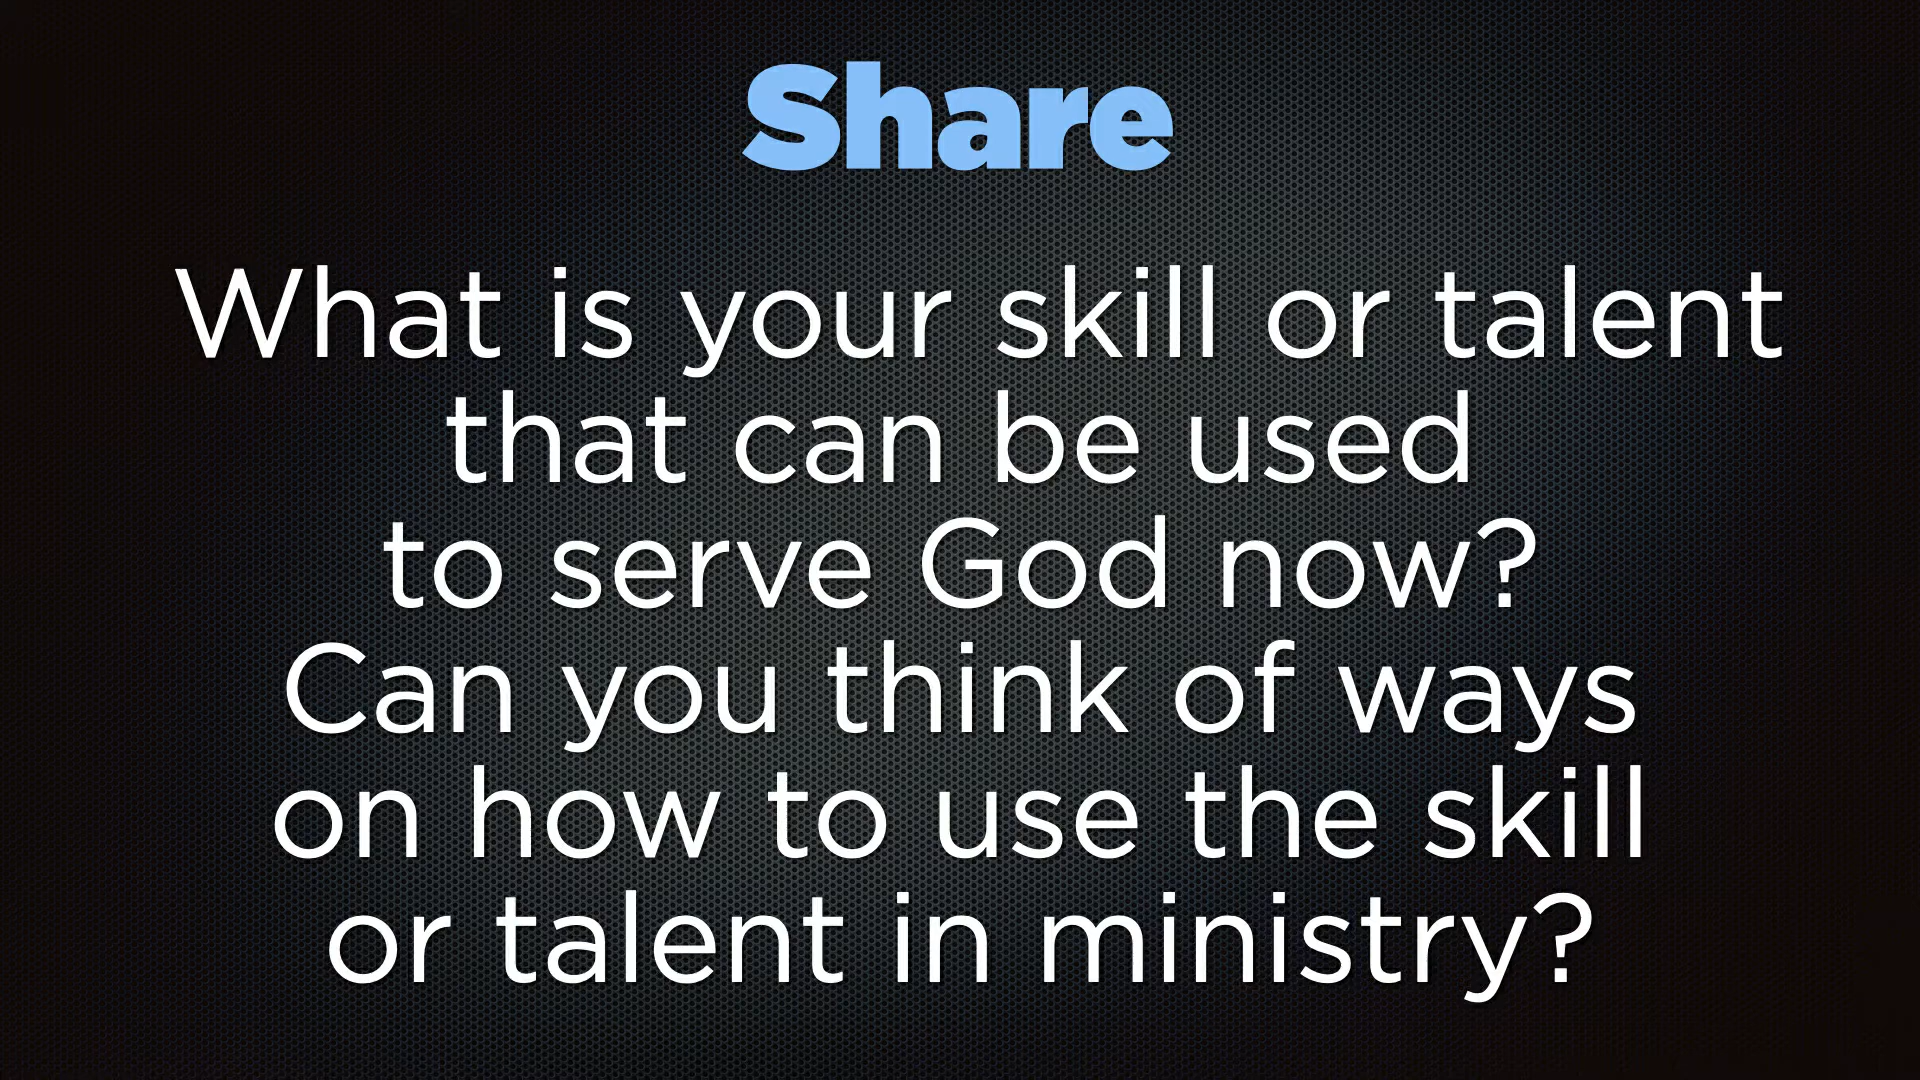 Share
What is your skill or talent
that can be used
to serve God now?
Can you think of ways
on how to use the skill
or talent in ministry?